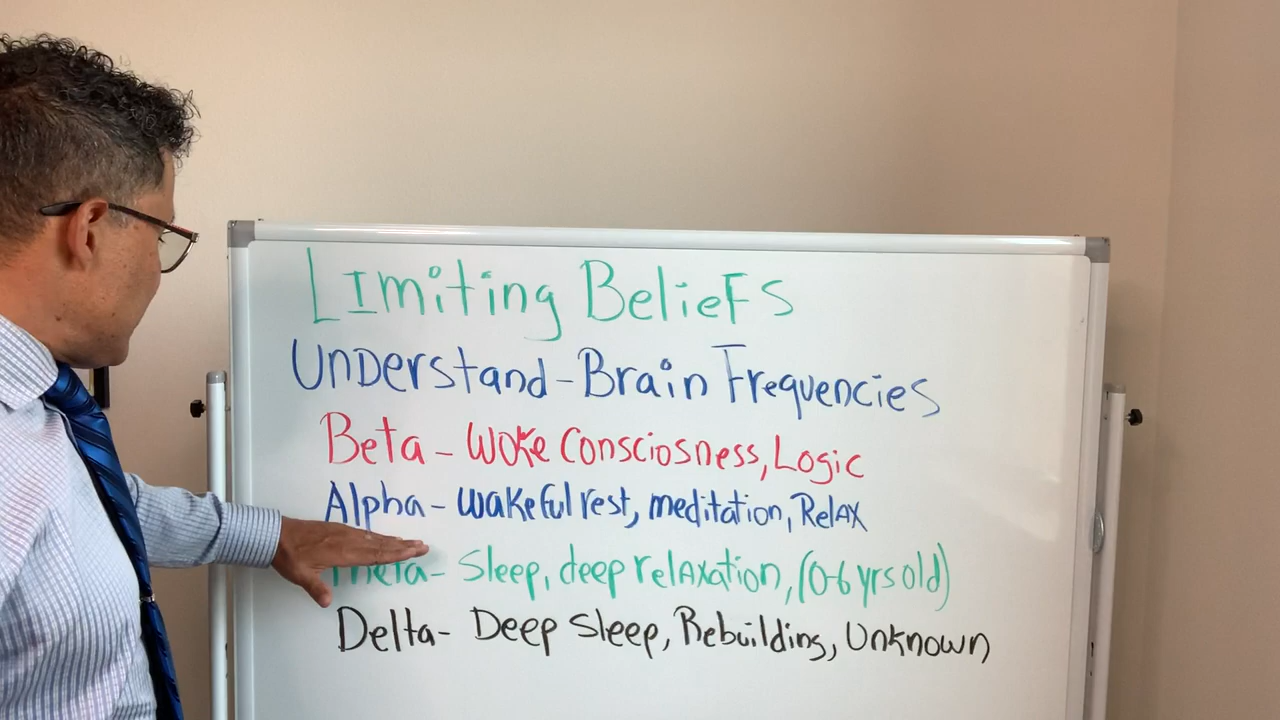 Limiting Beliefs
Understand - Brain Frequencies
Beta - Woke Consciosness, Logic
Alpha - wakeful rest, meditation, Relax
Theta - Sleep, deep relaxation, (0-6 yrs old)
Delta - Deep Sleep, Rebuilding, Unknown